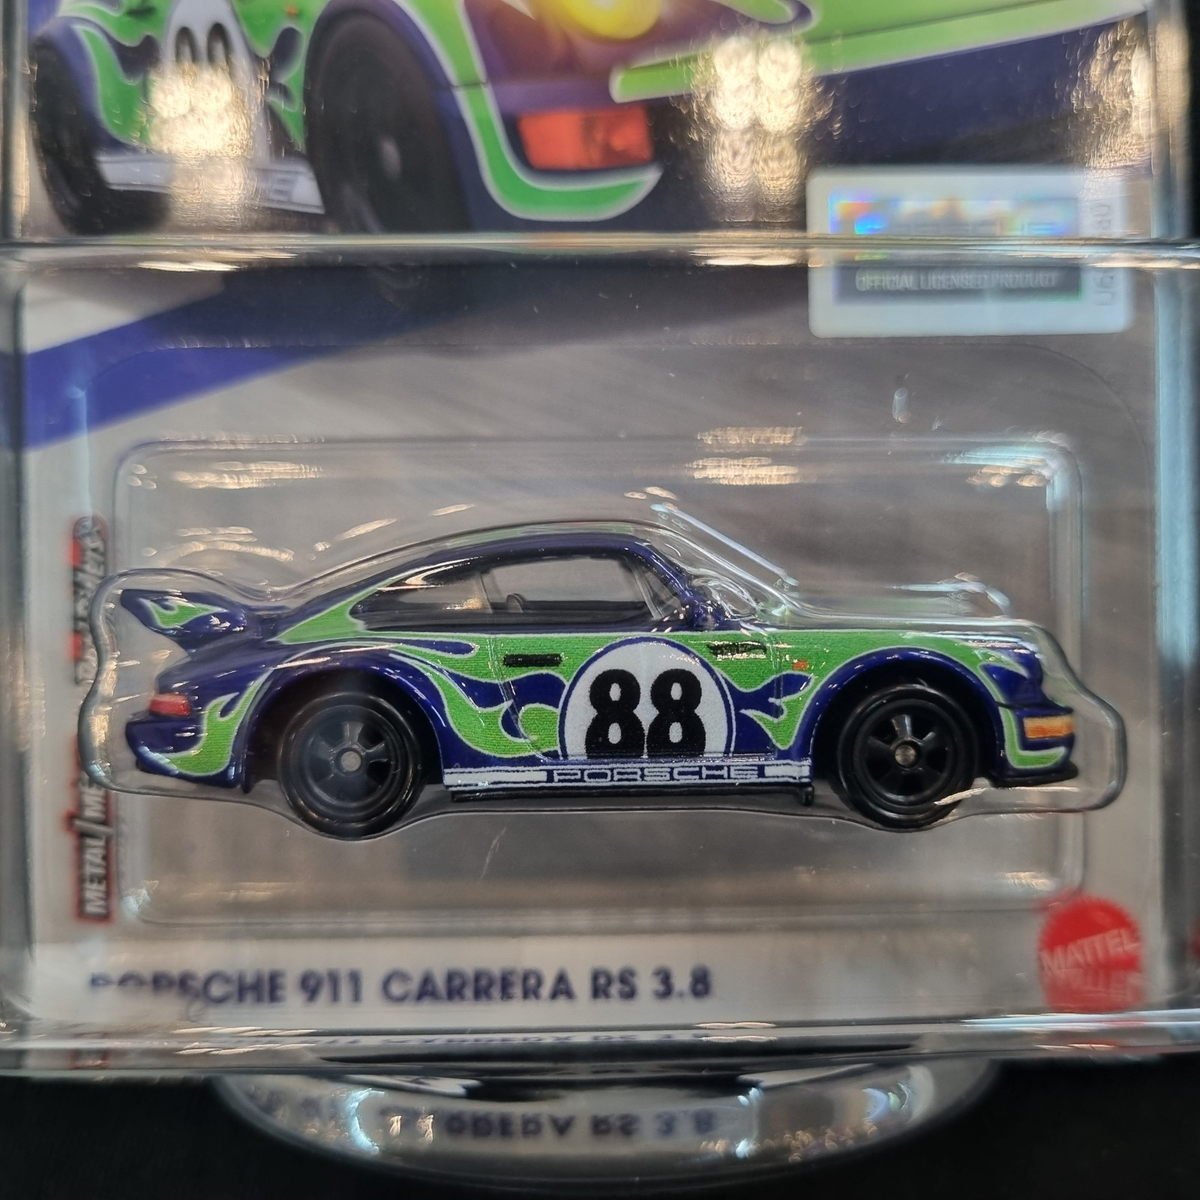 OFFICIAL LICENSED PRODUCT
88
PORSCHE
METAL/METAL
PORSCHE 911 CARRERA RS 3.8
MATTEL